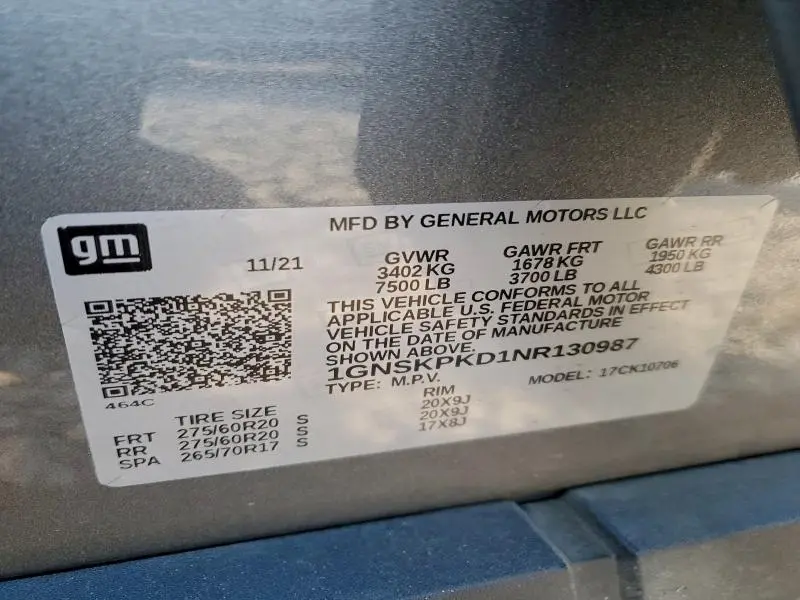 gm
MFD BY GENERAL MOTORS LLC
11/21
GVWR
3402 KG
7500 LB
GAWR FRT
1678 KG
3700 LB
GAWR RR
1950 KG
4300 LB
THIS VEHICLE CONFORMS TO ALL
APPLICABLE U.S. FEDERAL MOTOR
VEHICLE SAFETY STANDARDS IN EFFECT
ON THE DATE OF MANUFACTURE
SHOWN ABOVE.
1GNSKPKD1NR130987
TYPE: M.P.V. MODEL: 17CK10706
464C
TIRE SIZE RIM
FRT 275/60R20 S 20X9J
RR 275/60R20 S 20X9J
SPA 265/70R17 S 17X8J